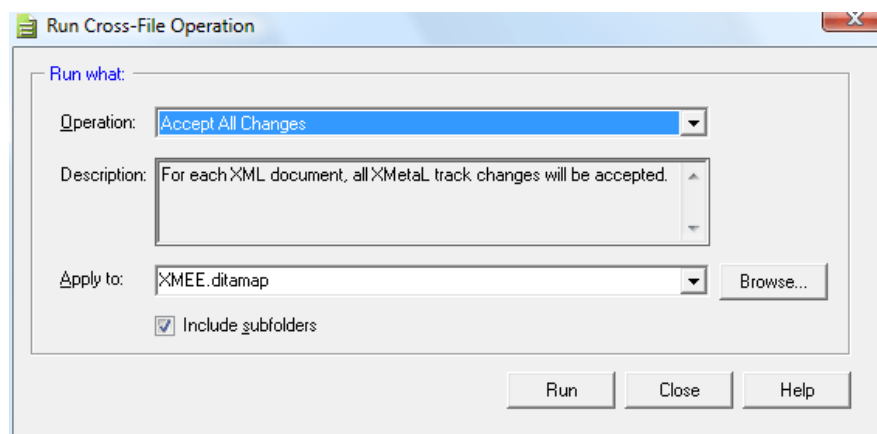 Run Cross-File Operation
Run what:
Operation: Accept All Changes
Description: For each XML document, all XMetaL track changes will be accepted.
Apply to: XMEE.ditamap Browse...
Include subfolders
Run Close Help